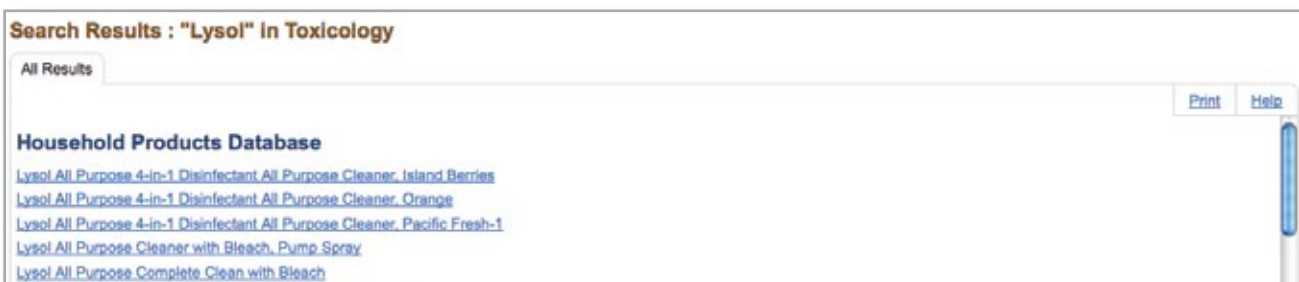 Search Results : "Lysol" in Toxicology
All Results
Print Help
Household Products Database
Lysol All Purpose 4-in-1 Disinfectant All Purpose Cleaner, Island Berries
Lysol All Purpose 4-in-1 Disinfectant All Purpose Cleaner, Orange
Lysol All Purpose 4-in-1 Disinfectant All Purpose Cleaner, Pacific Fresh-1
Lysol All Purpose Cleaner with Bleach, Pump Spray
Lysol All Purpose Complete Clean with Bleach